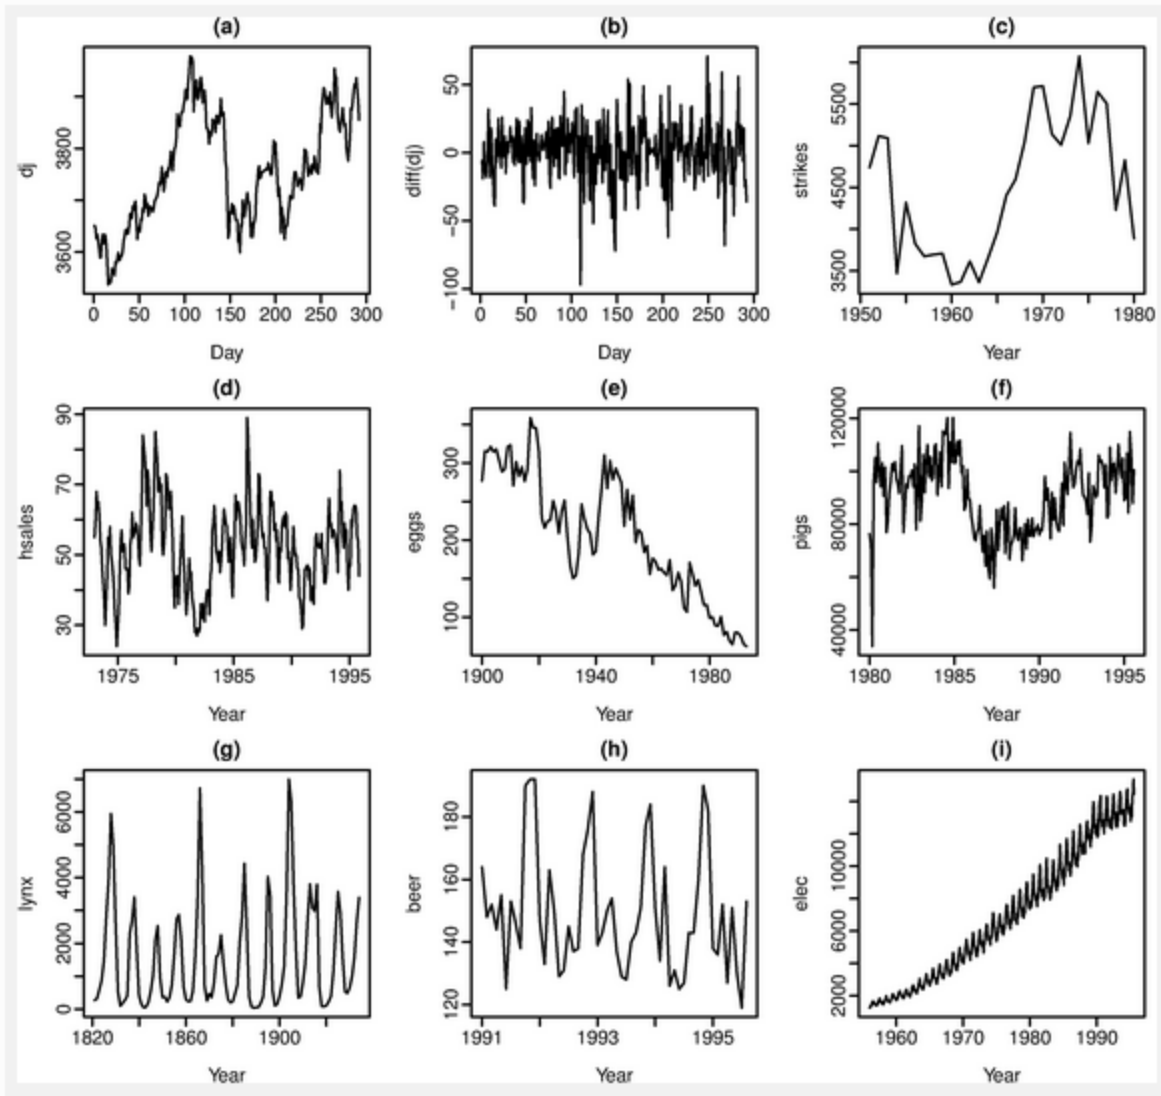 (a)
dj
3600 3800
0 50 100 150 200 250 300
Day
(b)
diff(dj)
−100 −50 0 50
0 50 100 150 200 250 300
Day
(c)
strikes
3500 4500 5500
1950 1960 1970 1980
Year
(d)
hsales
30 50 70 90
1975 1985 1995
Year
(e)
eggs
100 200 300
1900 1940 1980
Year
(f)
pigs
40000 80000 120000
1980 1985 1990 1995
Year
(g)
lynx
0 2000 4000 6000
1820 1860 1900
Year
(h)
beer
120 140 160 180
1991 1993 1995
Year
(i)
elec
2000 6000 10000
1960 1970 1980 1990
Year